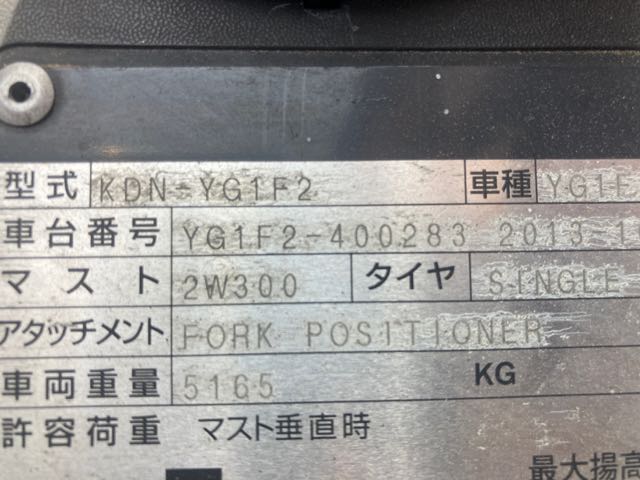 型式 KDN-YG1F2 車種 YG1F
車台番号 YG1F2-400283 2013
マスト 2W300 タイヤ SINGLE
アタッチメント FORK POSITIONER
車両重量 5165 KG
許容荷重 マスト垂直時
最大揚高